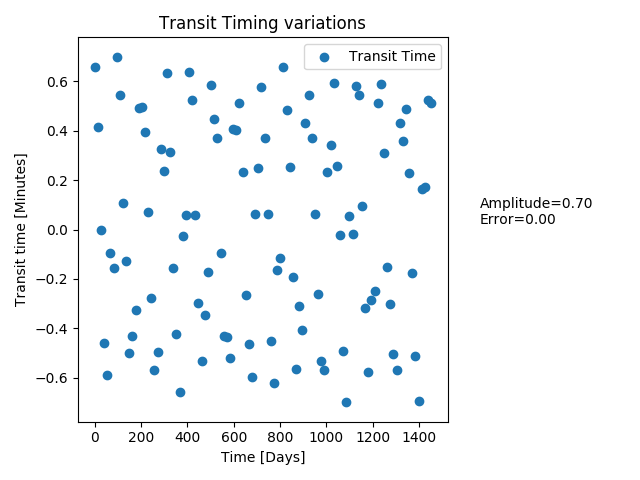 Transit Timing variations
Transit Time
0.6
0.4
0.2
0.0
−0.2
−0.4
−0.6
Transit time [Minutes]
Amplitude=0.70
Error=0.00
0 200 400 600 800 1000 1200 1400
Time [Days]